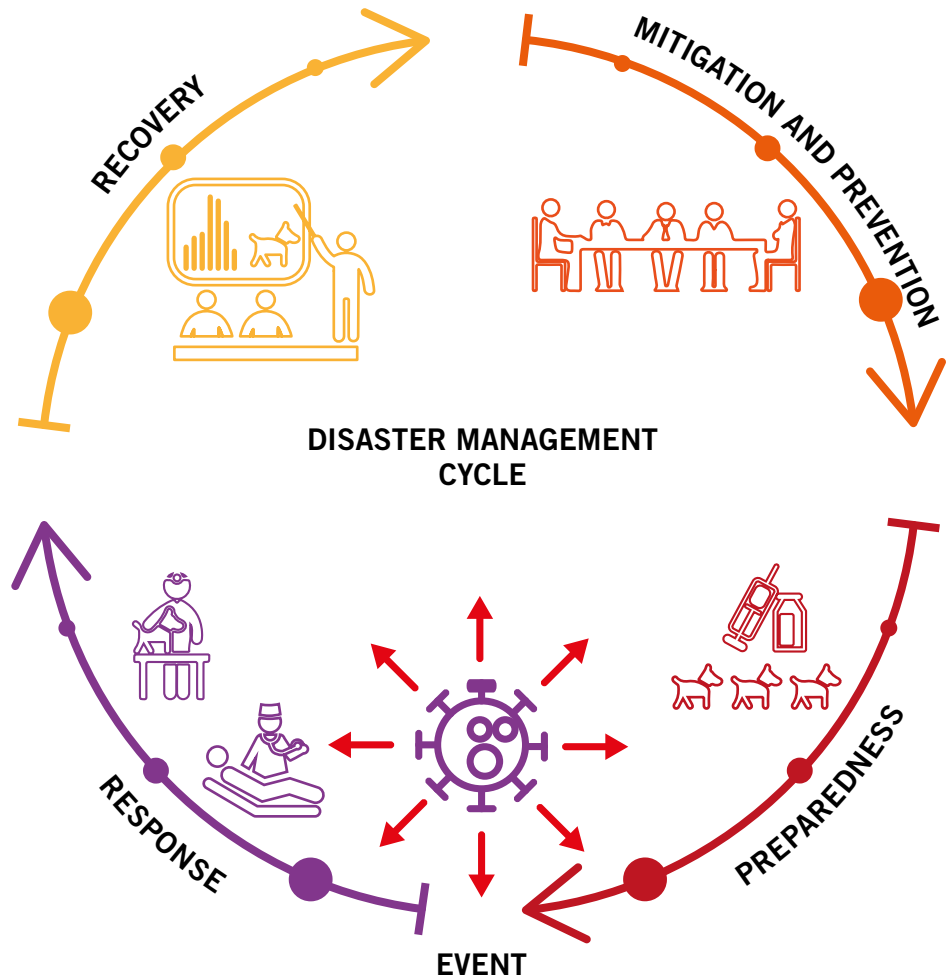 RECOVERY
MITIGATION AND PREVENTION
DISASTER MANAGEMENT
CYCLE
RESPONSE
PREPAREDNESS
EVENT